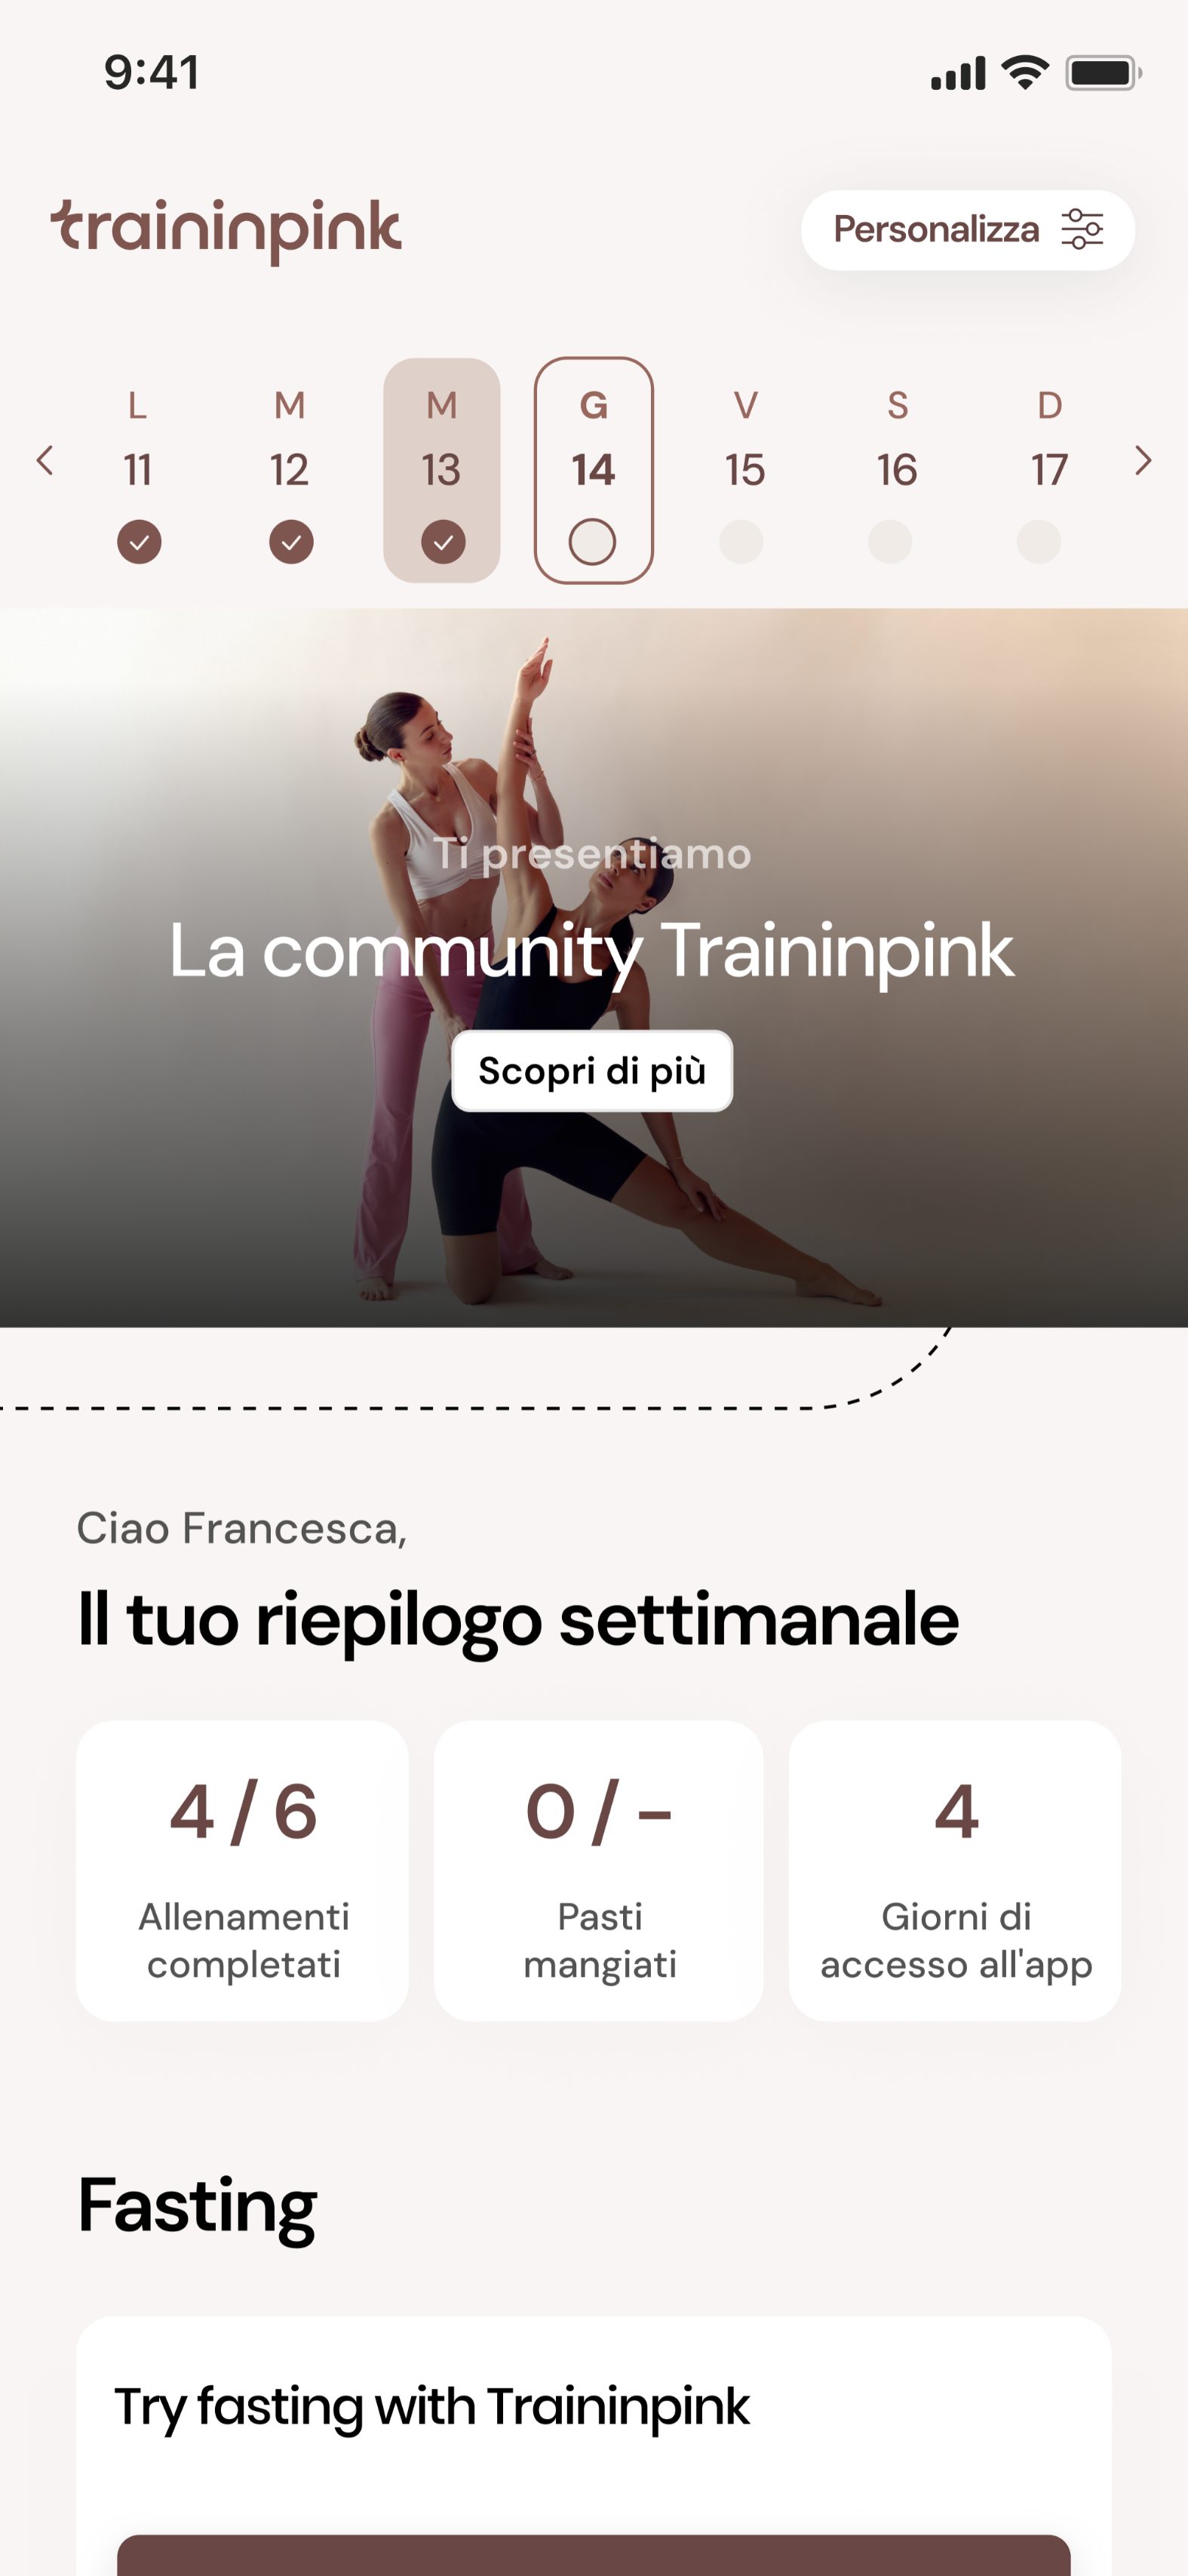 9:41
traininpink
Personalizza
L M M G V S D
11 12 13 14 15 16 17
Ti presentiamo
La community Traininpink
Scopri di più
Ciao Francesca,
Il tuo riepilogo settimanale
4 / 6
Allenamenti
completati
0 / -
Pasti
mangiati
4
Giorni di
accesso all'app
Fasting
Try fasting with Traininpink